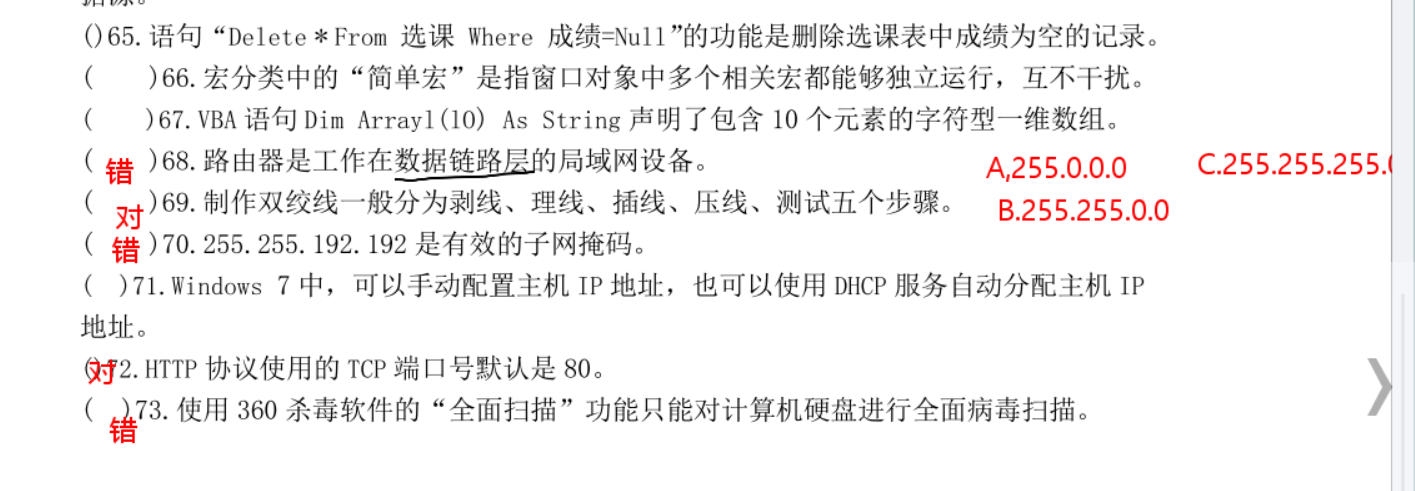 ()65.语句“Delete＊From 选课 Where 成绩=Null”的功能是删除选课表中成绩为空的记录。
(    )66.宏分类中的“简单宏”是指窗口对象中多个相关宏都能够独立运行，互不干扰。
(    )67.VBA 语句 Dim Array1(10) As String 声明了包含 10 个元素的字符型一维数组。
( 错 )68.路由器是工作在数据链路层的局域网设备。 A,255.0.0.0 C.255.255.255.0
( 对 )69.制作双绞线一般分为剥线、理线、插线、压线、测试五个步骤。 B.255.255.0.0
( 错 )70.255.255.192.192 是有效的子网掩码。
(  )71.Windows 7 中，可以手动配置主机 IP 地址，也可以使用 DHCP 服务自动分配主机 IP
地址。
(对)72.HTTP 协议使用的 TCP 端口号默认是 80。
( 错 )73.使用 360 杀毒软件的“全面扫描”功能只能对计算机硬盘进行全面病毒扫描。